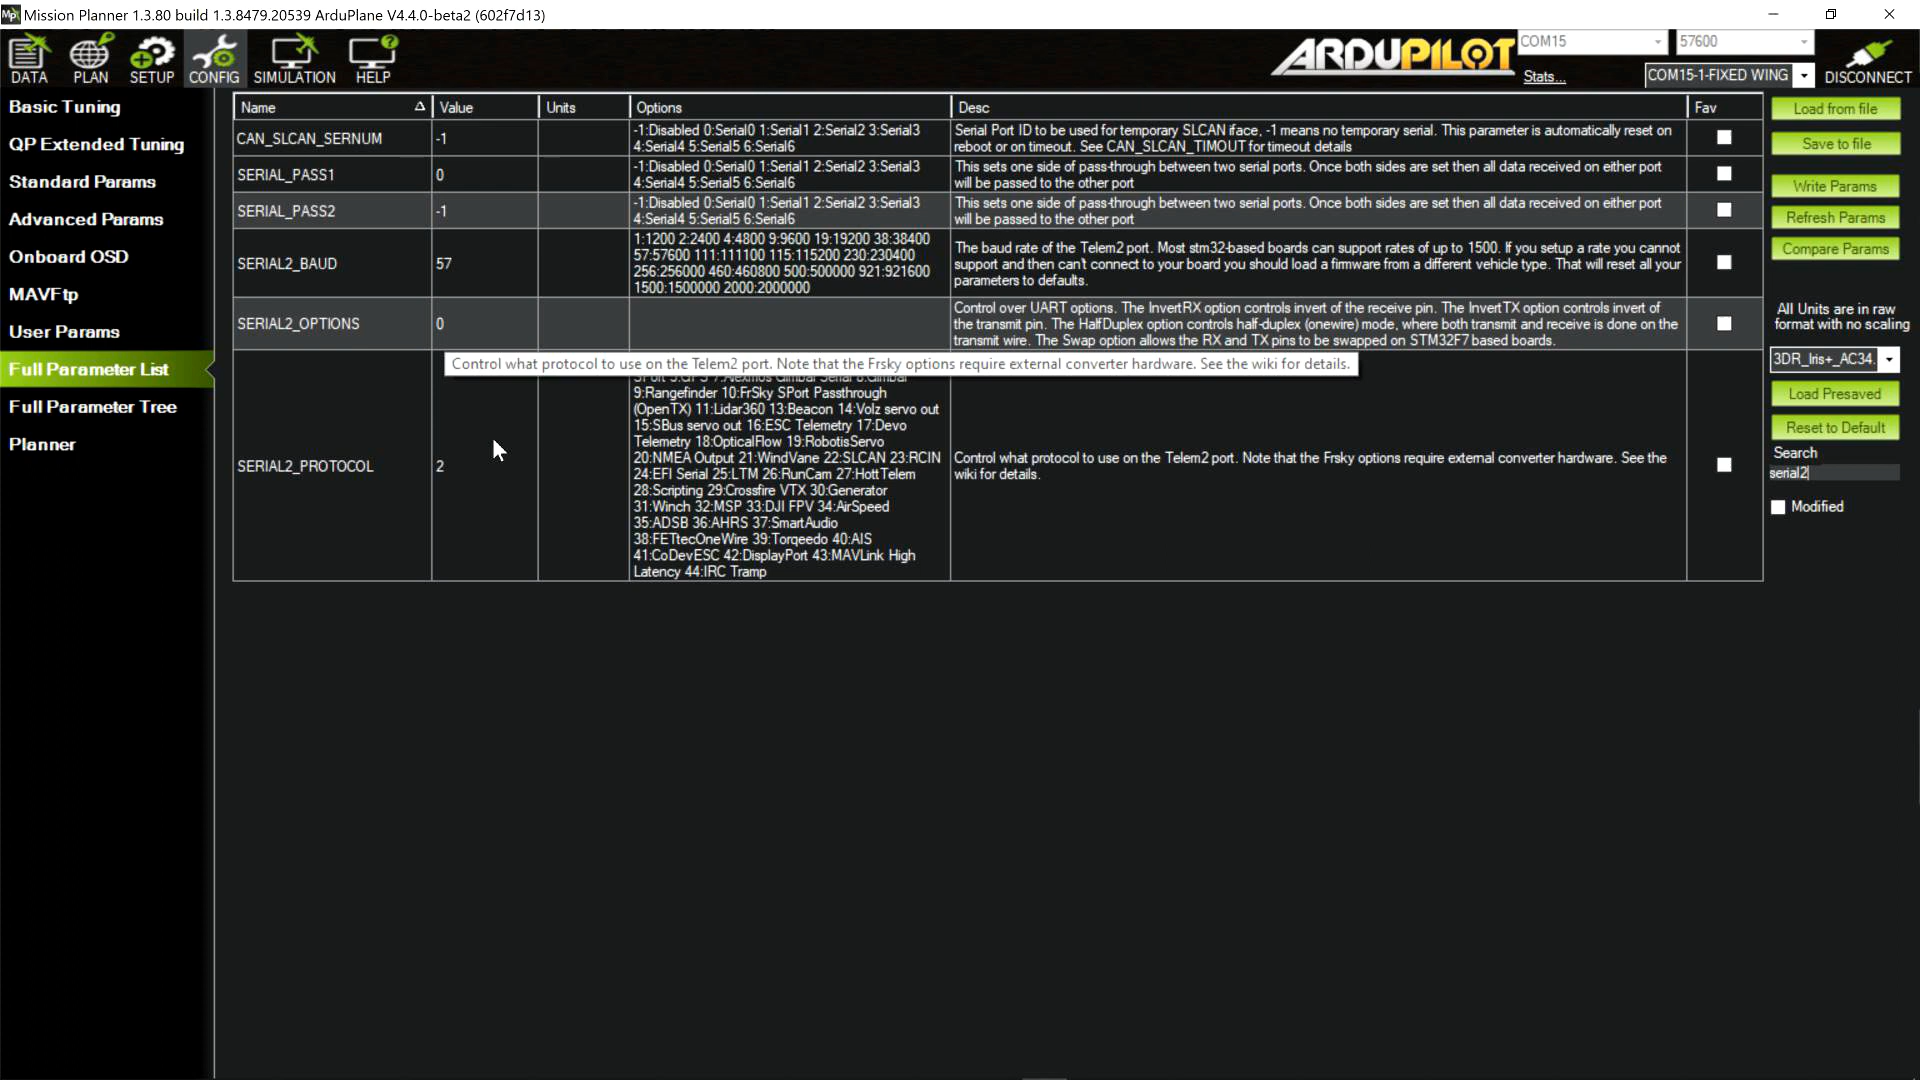 Mission Planner 1.3.80 build 1.3.8479.20539 ArduPlane V4.4.0-beta2 (602f7d13)
DATA
PLAN
SETUP
CONFIG
SIMULATION
HELP
ARDUPILOT
COM15
57600
Stats...
COM15-1-FIXED WING
DISCONNECT
Basic Tuning
QP Extended Tuning
Standard Params
Advanced Params
Onboard OSD
MAVFtp
User Params
Full Parameter List
Full Parameter Tree
Planner
Name
Value
Units
Options
Desc
Fav
CAN_SLCAN_SERNUM
-1
-1:Disabled 0:Serial0 1:Serial1 2:Serial2 3:Serial3
4:Serial4 5:Serial5 6:Serial6
Serial Port ID to be used for temporary SLCAN iface, -1 means no temporary serial. This parameter is automatically reset on
reboot or on timeout. See CAN_SLCAN_TIMOUT for timeout details
SERIAL_PASS1
0
-1:Disabled 0:Serial0 1:Serial1 2:Serial2 3:Serial3
4:Serial4 5:Serial5 6:Serial6
This sets one side of pass-through between two serial ports. Once both sides are set then all data received on either port
will be passed to the other port
SERIAL_PASS2
-1
-1:Disabled 0:Serial0 1:Serial1 2:Serial2 3:Serial3
4:Serial4 5:Serial5 6:Serial6
This sets one side of pass-through between two serial ports. Once both sides are set then all data received on either port
will be passed to the other port
SERIAL2_BAUD
57
1:1200 2:2400 4:4800 9:9600 19:19200 38:38400
57:57600 111:111100 115:115200 230:230400
256:256000 460:460800 500:500000 921:921600
1500:1500000 2000:2000000
The baud rate of the Telem2 port. Most stm32-based boards can support rates of up to 1500. If you setup a rate you cannot
support and then can't connect to your board you should load a firmware from a different vehicle type. That will reset all your
parameters to defaults.
SERIAL2_OPTIONS
0
Control over UART options. The InvertRX option controls invert of the receive pin. The InvertTX option controls invert of
the transmit pin. The HalfDuplex option controls half-duplex (onewire) mode, where both transmit and receive is done on the
transmit wire. The Swap option allows the RX and TX pins to be swapped on STM32F7 based boards.
Control what protocol to use on the Telem2 port. Note that the Frsky options require external converter hardware. See the wiki for details.
SERIAL2_PROTOCOL
2
SPort 5:GPS 7:Alexmos Gimbal Serial 8:Gimbal
9:Rangefinder 10:FrSky SPort Passthrough
(OpenTX) 11:Lidar360 13:Beacon 14:Volz servo out
15:SBus servo out 16:ESC Telemetry 17:Devo
Telemetry 18:OpticalFlow 19:RobotisServo
20:NMEA Output 21:WindVane 22:SLCAN 23:RCIN
24:EFI Serial 25:LTM 26:RunCam 27:HottTelem
28:Scripting 29:Crossfire VTX 30:Generator
31:Winch 32:MSP 33:DJI FPV 34:AirSpeed
35:ADSB 36:AHRS 37:SmartAudio
38:FETtecOneWire 39:Torqeedo 40:AIS
41:CoDevESC 42:DisplayPort 43:MAVLink High
Latency 44:IRC Tramp
Control what protocol to use on the Telem2 port. Note that the Frsky options require external converter hardware. See the
wiki for details.
Load from file
Save to file
Write Params
Refresh Params
Compare Params
All Units are in raw
format with no scaling
3DR_Iris+_AC34.
Load Presaved
Reset to Default
Search
serial2
Modified